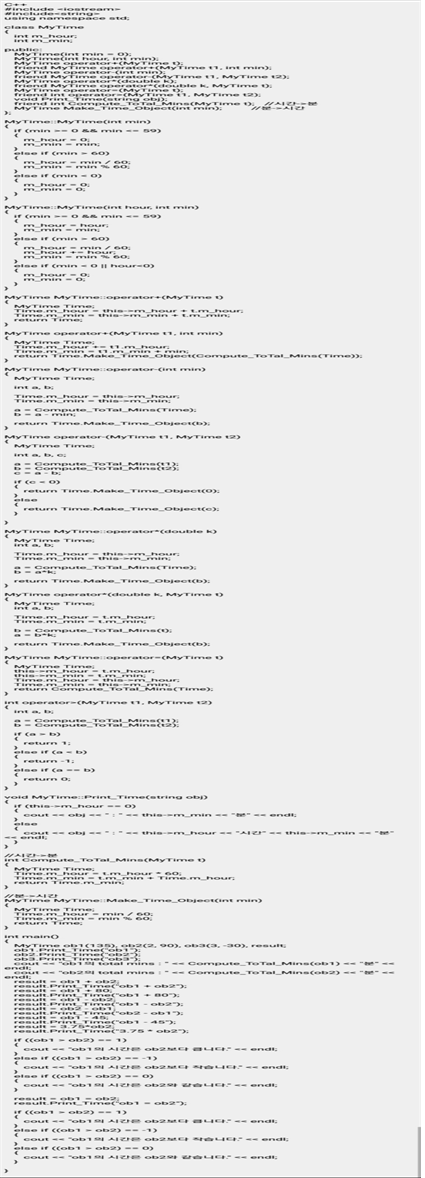 C++
#include <iostream>
#include<string>
using namespace std;
class MyTime
{
int m_hour;
int m_min;
public:
MyTime(int min = 0);
MyTime(int hour, int min);
MyTime operator+(MyTime t);
friend MyTime operator+(MyTime t1, int min);
MyTime operator-(int min);
friend MyTime operator-(MyTime t1, MyTime t2);
MyTime operator*(double k);
friend MyTime operator*(double k, MyTime t);
MyTime operator=(MyTime t);
friend int operator>(MyTime t1, MyTime t2);
void Print_Time(string obj);
friend int Compute_ToTal_Mins(MyTime t); //시간->분
MyTime Make_Time_Object(int min); //분->시간
};
MyTime::MyTime(int min)
{
if (min >= 0 && min <= 59)
{
m_hour = 0;
m_min = min;
}
else if (min > 60)
{
m_hour = min / 60;
m_min = min % 60;
}
else if (min < 0)
{
m_hour = 0;
m_min = 0;
}
}
MyTime::MyTime(int hour, int min)
{
if (min >= 0 && min <= 59)
{
m_hour = hour;
m_min = min;
}
else if (min > 60)
{
m_hour = min / 60;
m_hour += hour;
m_min = min % 60;
}
else if (min < 0 || hour<0)
{
m_hour = 0;
m_min = 0;
}
}
MyTime MyTime::operator+(MyTime t)
{
MyTime Time;
Time.m_hour = this->m_hour + t.m_hour;
Time.m_min = this->m_min + t.m_min;
return Time;
}
MyTime operator+(MyTime t1, int min)
{
MyTime Time;
Time.m_hour += t1.m_hour;
Time.m_min = t1.m_min + min;
return Time.Make_Time_Object(Compute_ToTal_Mins(Time));
}
MyTime MyTime::operator-(int min)
{
MyTime Time;
int a, b;
Time.m_hour = this->m_hour;
Time.m_min = this->m_min;
a = Compute_ToTal_Mins(Time);
b = a - min;
return Time.Make_Time_Object(b);
}
MyTime operator-(MyTime t1, MyTime t2)
{
MyTime Time;
int a, b, c;
a = Compute_ToTal_Mins(t1);
b = Compute_ToTal_Mins(t2);
c = a - b;
if (c < 0)
{
return Time.Make_Time_Object(0);
}
else
{
return Time.Make_Time_Object(c);
}
}
MyTime MyTime::operator*(double k)
{
MyTime Time;
int a, b;
Time.m_hour = this->m_hour;
Time.m_min = this->m_min;
a = Compute_ToTal_Mins(Time);
b = a*k;
return Time.Make_Time_Object(b);
}
MyTime operator*(double k, MyTime t)
{
MyTime Time;
int a, b;
Time.m_hour = t.m_hour;
Time.m_min = t.m_min;
b = Compute_ToTal_Mins(t);
a = b*k;
return Time.Make_Time_Object(b);
}
MyTime MyTime::operator=(MyTime t)
{
MyTime Time;
this->m_hour = t.m_hour;
this->m_min = t.m_min;
Time.m_hour = this->m_hour;
Time.m_min = this->m_min;
return Compute_ToTal_Mins(Time);
}
int operator>(MyTime t1, MyTime t2)
{
int a, b;
a = Compute_ToTal_Mins(t1);
b = Compute_ToTal_Mins(t2);
if (a > b)
{
return 1;
}
else if (a < b)
{
return -1;
}
else if (a == b)
{
return 0;
}
}
void MyTime::Print_Time(string obj)
{
if (this->m_hour == 0)
{
cout << obj << " : " << this->m_min << "분" << endl;
}
else
{
cout << obj << " : " << this->m_hour << "시간" << this->m_min << "분"
<< endl;
}
}
//시간->분
int Compute_ToTal_Mins(MyTime t)
{
MyTime Time;
Time.m_hour = t.m_hour * 60;
Time.m_min = t.m_min + Time.m_hour;
return Time.m_min;
}
//분->시간
MyTime MyTime::Make_Time_Object(int min)
{
MyTime Time;
Time.m_hour = min / 60;
Time.m_min = min % 60;
return Time;
}
int main()
{
MyTime ob1(135), ob2(2, 90), ob3(3, -30), result;
ob1.Print_Time("ob1");
ob2.Print_Time("ob2");
ob3.Print_Time("ob3");
cout << "ob1의 total mins : " << Compute_ToTal_Mins(ob1) << "분" <<
endl;
cout << "ob2의 total mins : " << Compute_ToTal_Mins(ob2) << "분" <<
endl;
result = ob1 + ob2;
result.Print_Time("ob1 + ob2");
result = ob1 + 80;
result.Print_Time("ob1 + 80");
result = ob1 - ob2;
result.Print_Time("ob1 - ob2");
result = ob2 - ob1;
result.Print_Time("ob2 - ob1");
result = ob1 - 45;
result.Print_Time("ob1 - 45");
result = 3.75*ob2;
result.Print_Time("3.75 * ob2");
if ((ob1 > ob2) == 1)
{
cout << "ob1의 시간은 ob2보다 큽니다." << endl;
}
else if ((ob1 > ob2) == -1)
{
cout << "ob1의 시간은 ob2보다 작습니다." << endl;
}
else if ((ob1 > ob2) == 0)
{
cout << "ob1의 시간은 ob2와 같습니다." << endl;
}
result = ob1 = ob2;
result.Print_Time("ob1 = ob2");
if ((ob1 > ob2) == 1)
{
cout << "ob1의 시간은 ob2보다 큽니다." << endl;
}
else if ((ob1 > ob2) == -1)
{
cout << "ob1의 시간은 ob2보다 작습니다." << endl;
}
else if ((ob1 > ob2) == 0)
{
cout << "ob1의 시간은 ob2와 같습니다." << endl;
}
}